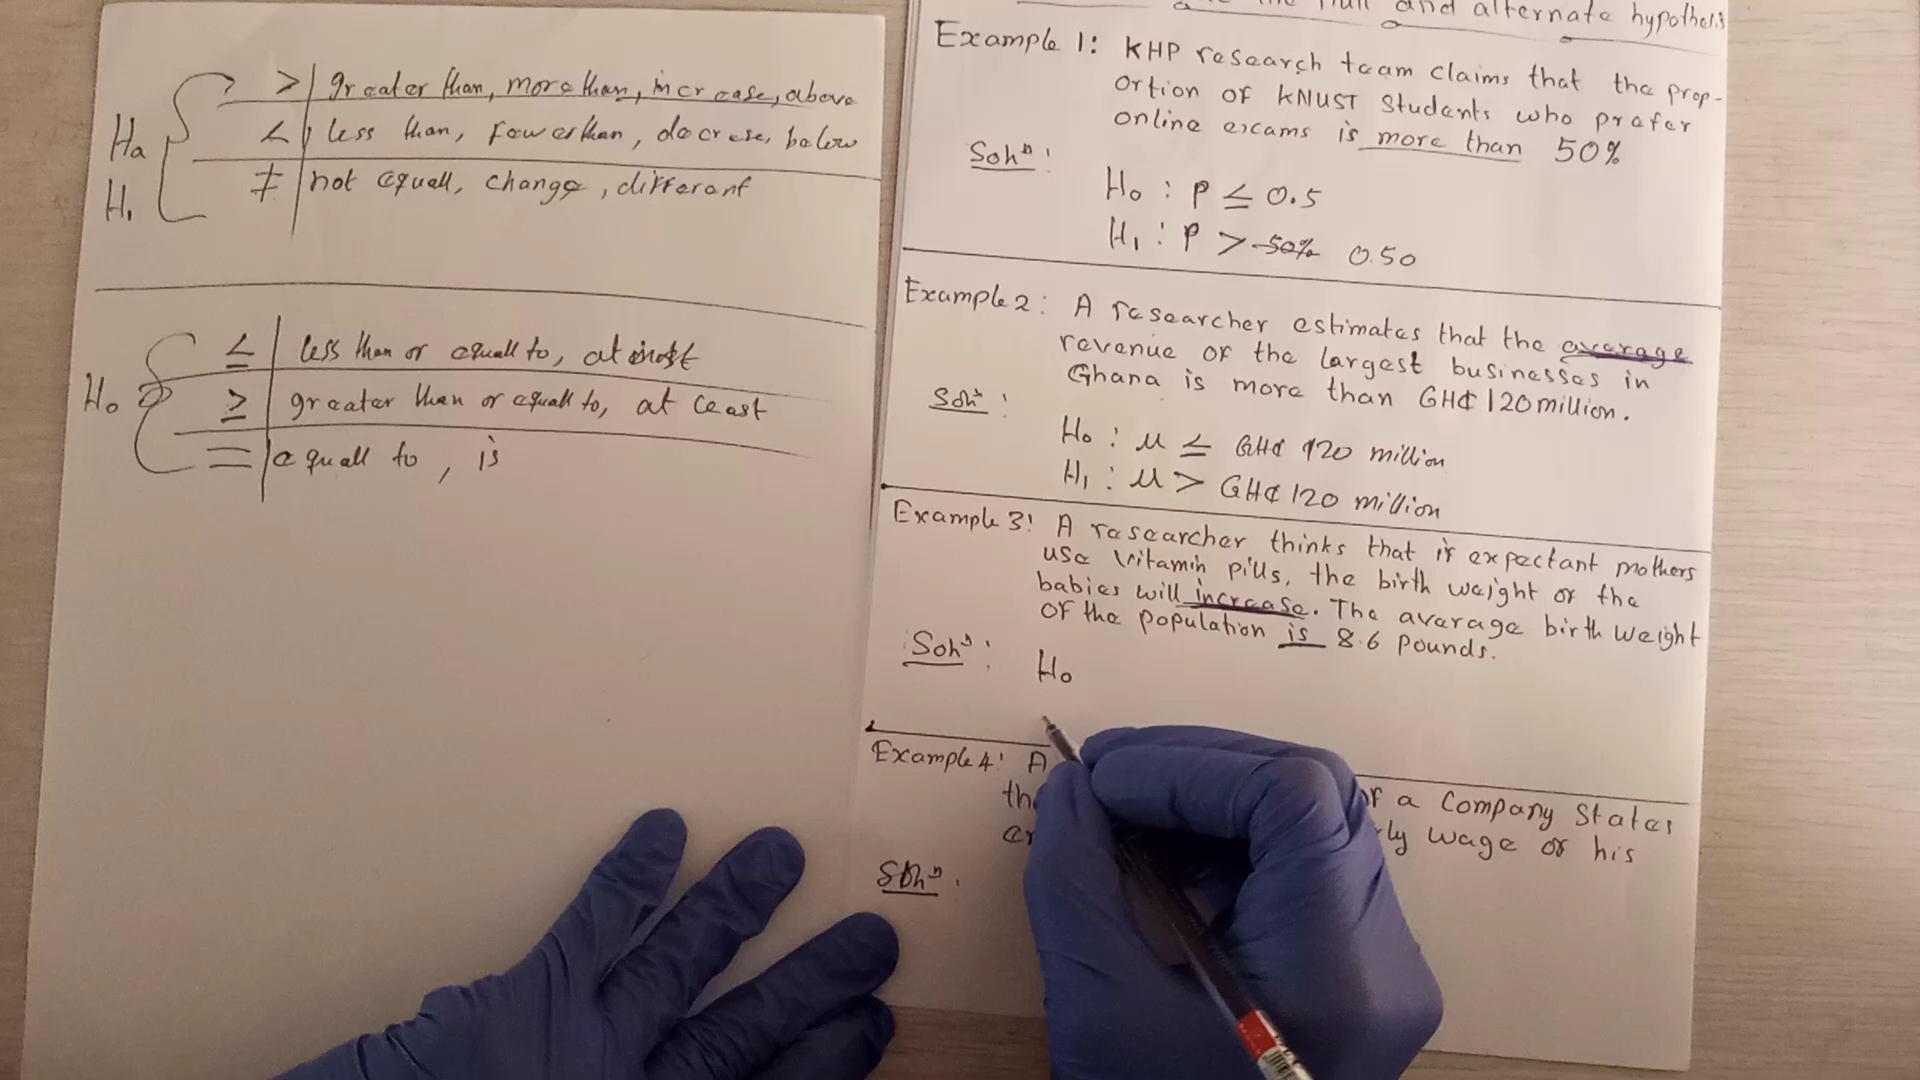 Ha
H₁
> greater than, more than, increase, above
< less than, fewer than, decrese, below
≠ not equall, change, different
H₀
≤ less than or equall to, at most
≥ greater than or equall to, at least
= equall to, is
the null and alternate hypothesis
Example 1: KHP research team claims that the prop-
ortion of KNUST Students who prefer
online exams is more than 50%
Solⁿ:
H₀ : P ≤ 0.5
H₁ : P > 50% 0.50
Example 2: A researcher estimates that the average
revenue of the largest businesses in
Ghana is more than GH₵ 120 million.
Solⁿ:
H₀ : μ ≤ GH₵ 120 million
H₁ : μ > GH₵ 120 million
Example 3: A researcher thinks that if expectant mothers
use vitamin pills, the birth weight of the
babies will increase. The average birth weight
of the population is 8.6 pounds.
Solⁿ: H₀
Example 4: A
of a Company States
wage of his
Solⁿ: